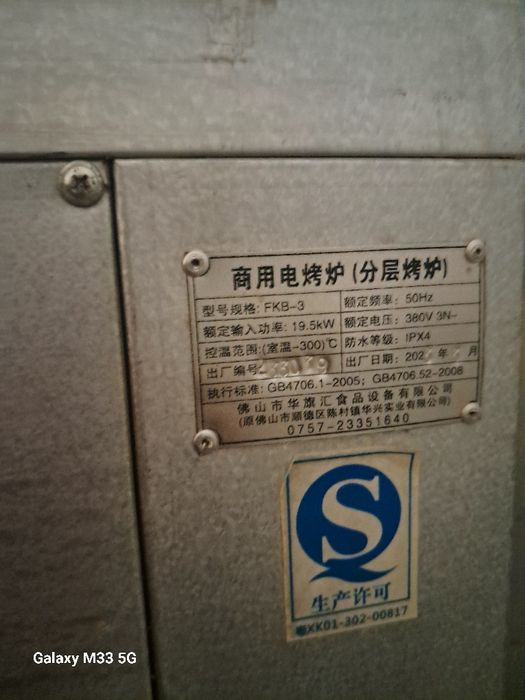 商用电烤炉(分层烤炉)
型号规格: FKB-3 额定频率: 50Hz
额定输入功率: 19.5kW 额定电压: 380V 3N~
控温范围:(室温-300)℃ 防水等级: IPX4
出厂编号: 出厂日期: 202 年 月
执行标准: GB4706.1-2005; GB4706.52-2008
佛山市华旗汇食品设备有限公司
(原佛山市顺德区陈村镇华兴实业有限公司)
0757-23351640
生产许可
粤XK01-302-00817
Galaxy M33 5G